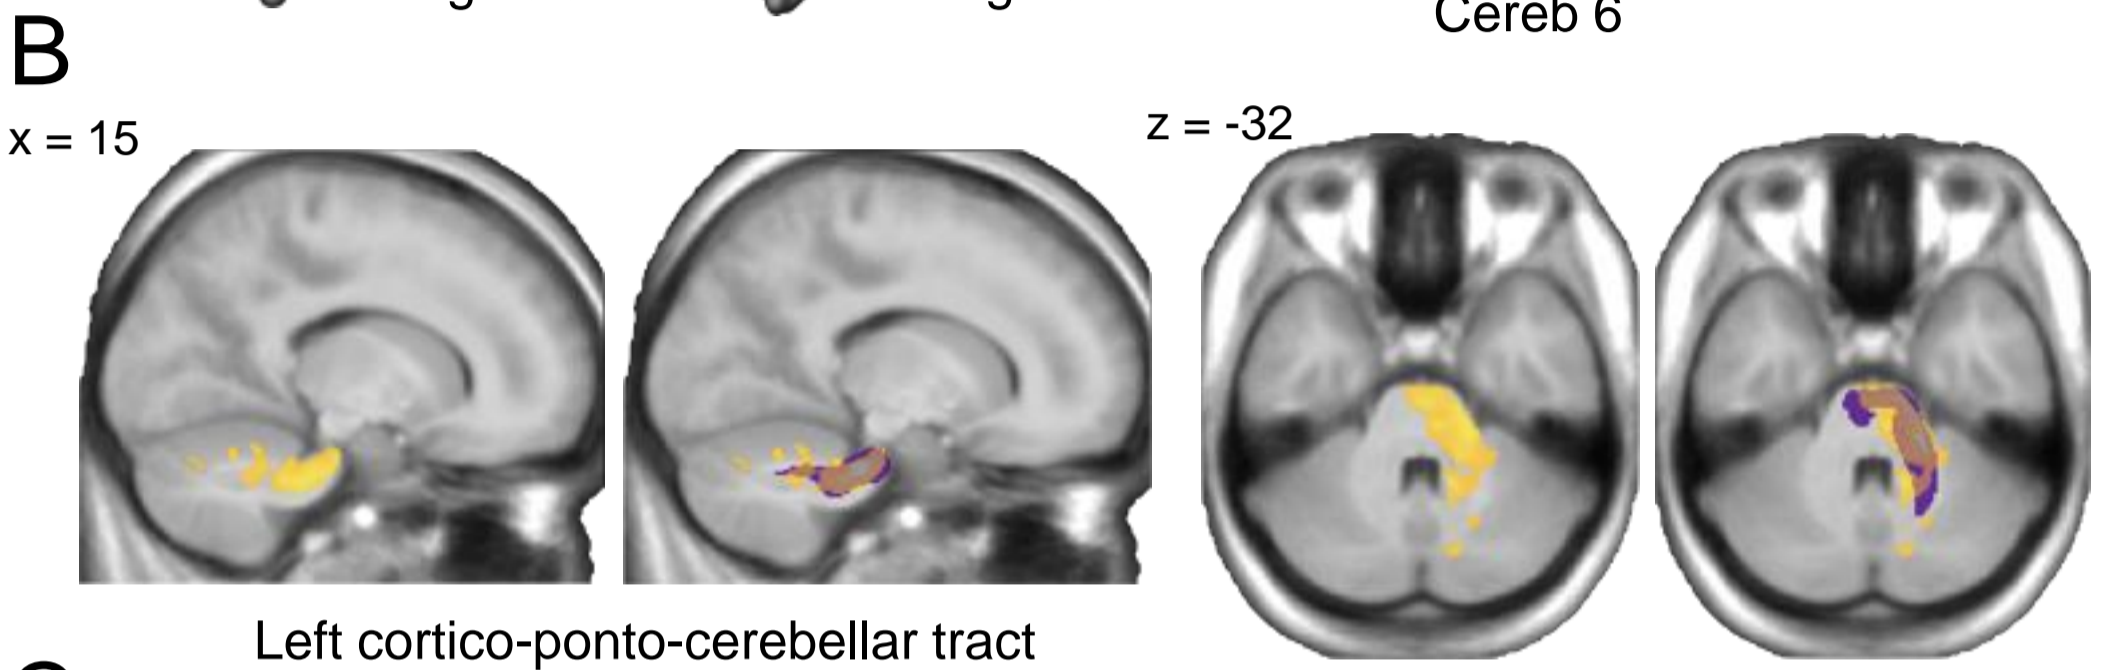 Cereb 6
B
x = 15
z = -32
Left cortico-ponto-cerebellar tract